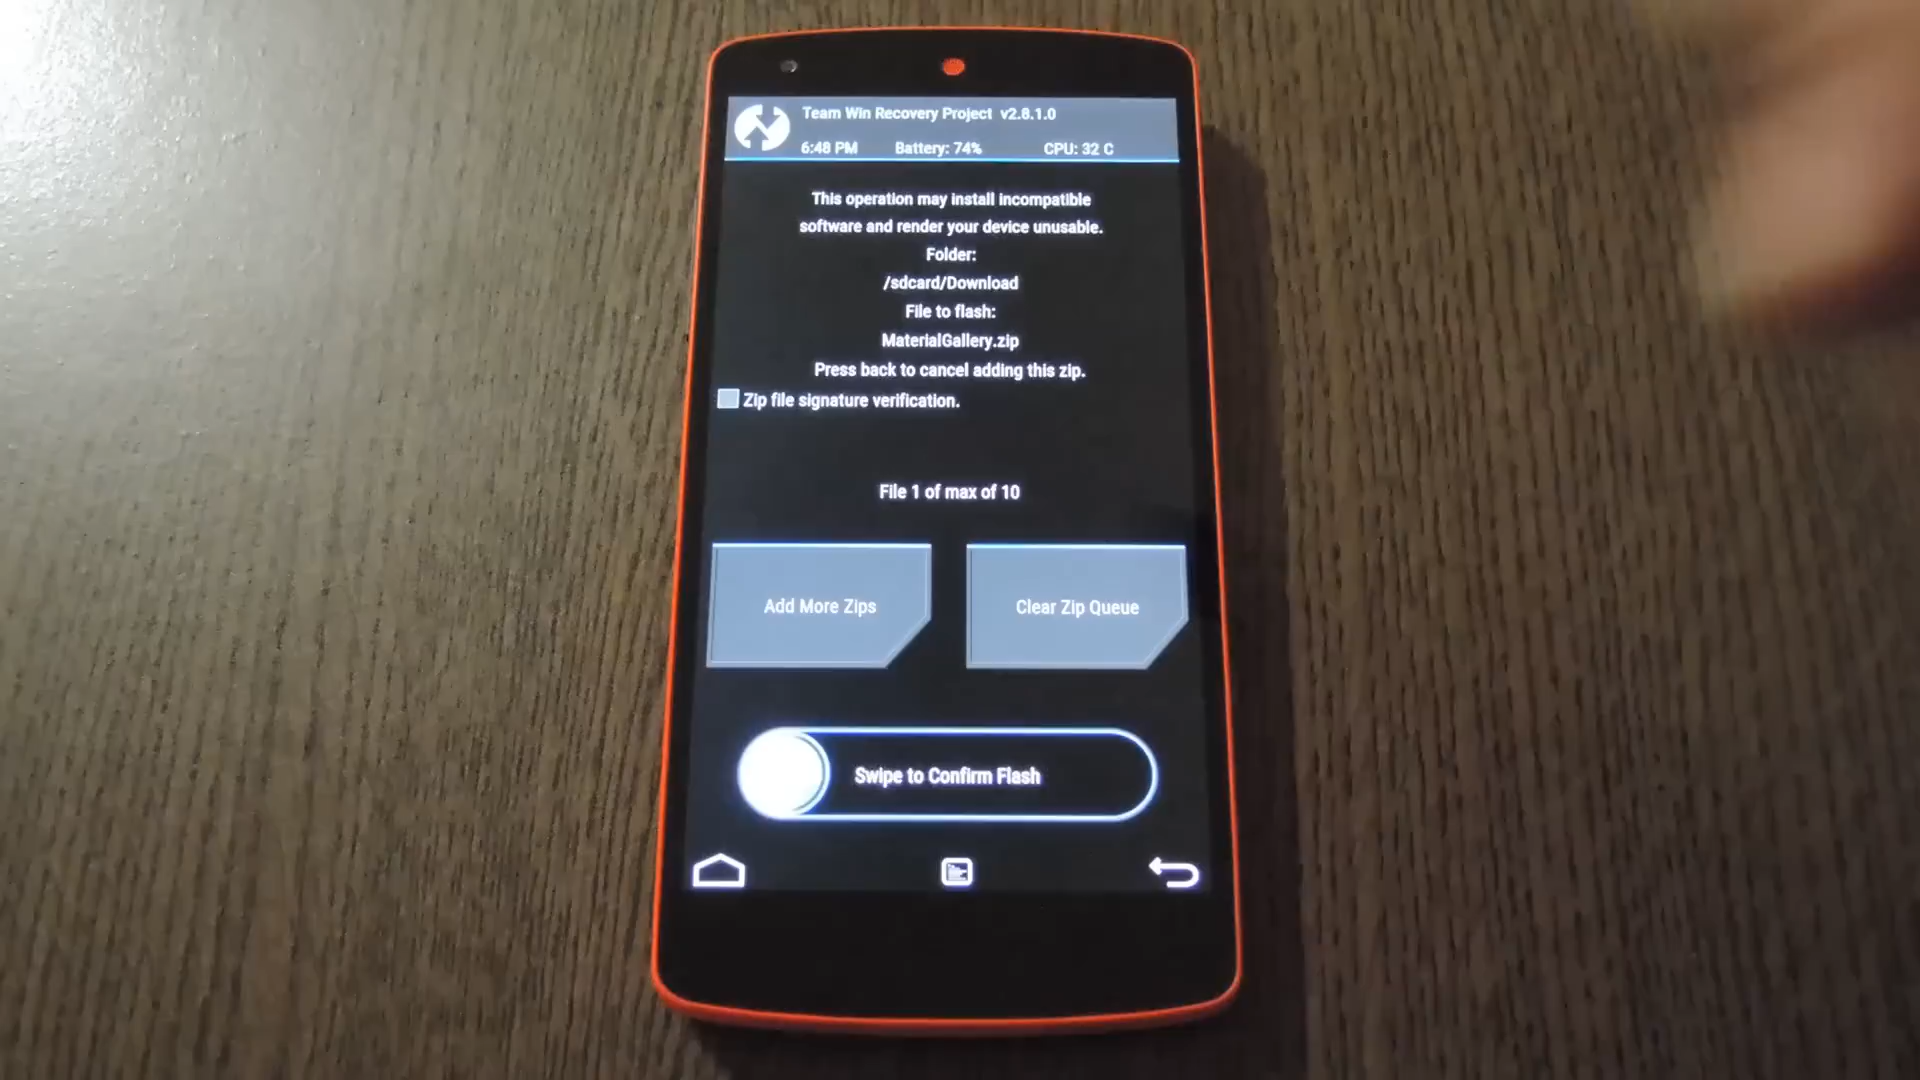 Team Win Recovery Project v2.8.1.0
6:48 PM Battery: 74% CPU: 32 C
This operation may install incompatible
software and render your device unusable.
Folder:
/sdcard/Download
File to flash:
MaterialGallery.zip
Press back to cancel adding this zip.
Zip file signature verification.
File 1 of max of 10
Add More Zips
Clear Zip Queue
Swipe to Confirm Flash